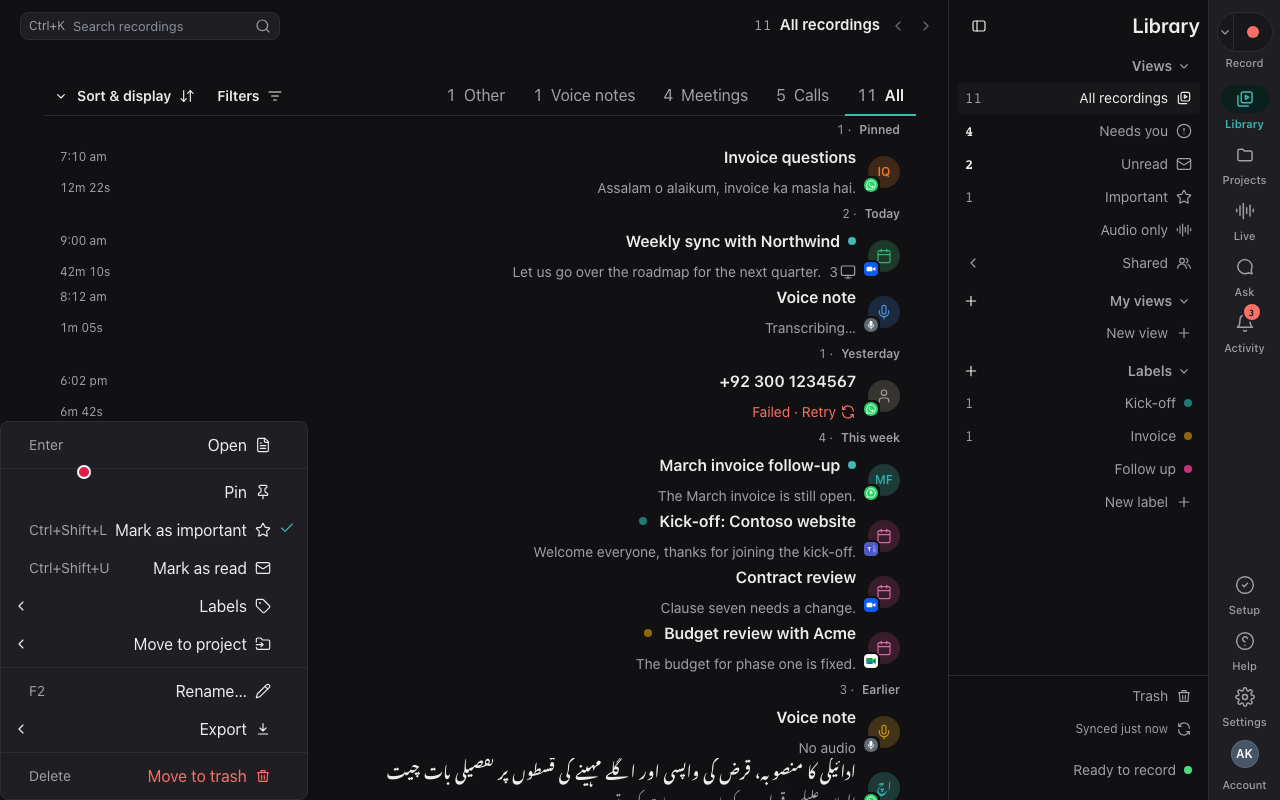 Ctrl+K Search recordings
11 All recordings
Library
Record
Views
Sort & display
Filters
1 Other
1 Voice notes
4 Meetings
5 Calls
11 All
11 All recordings
4 Needs you
2 Unread
1 Important
Audio only
Shared
My views
New view
Labels
1 Kick-off
1 Invoice
Follow up
New label
Trash
Synced just now
Ready to record
Library
Projects
Live
Ask
3
Activity
Setup
Help
Settings
AK
Account
1 · Pinned
7:10 am
Invoice questions
IQ
12m 22s
Assalam o alaikum, invoice ka masla hai.
2 · Today
9:00 am
Weekly sync with Northwind
42m 10s
Let us go over the roadmap for the next quarter. 3
8:12 am
Voice note
1m 05s
Transcribing...
1 · Yesterday
6:02 pm
+92 300 1234567
6m 42s
Failed · Retry
4 · This week
March invoice follow-up
MF
The March invoice is still open.
Kick-off: Contoso website
Welcome everyone, thanks for joining the kick-off.
Contract review
Clause seven needs a change.
Budget review with Acme
The budget for phase one is fixed.
3 · Earlier
Voice note
No audio
ادائیگی کا منصوبہ، قرض کی واپسی اور اگلے مہینے کی قسطوں پر تفصیلی بات چیت
اچ
Enter Open
Pin
Ctrl+Shift+L Mark as important
Ctrl+Shift+U Mark as read
Labels
Move to project
F2 Rename...
Export
Delete Move to trash